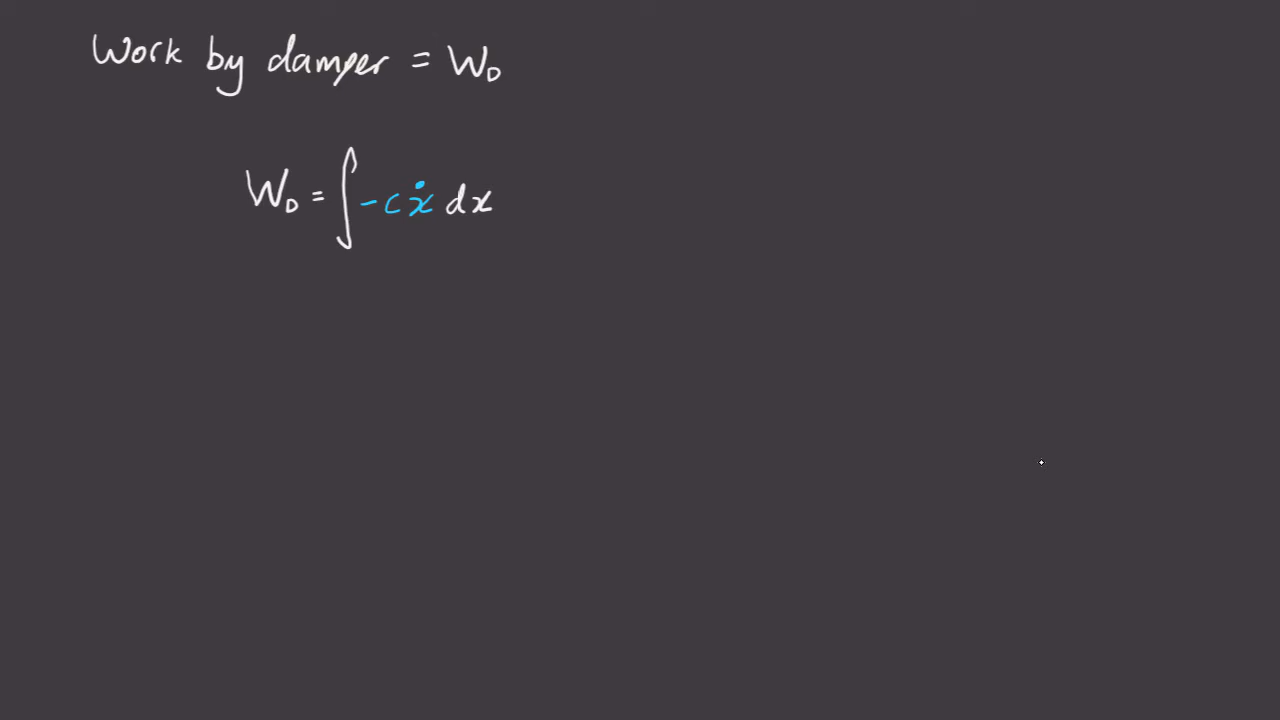 Work by damper = W_D
W_D = ∫ -cẋ dx